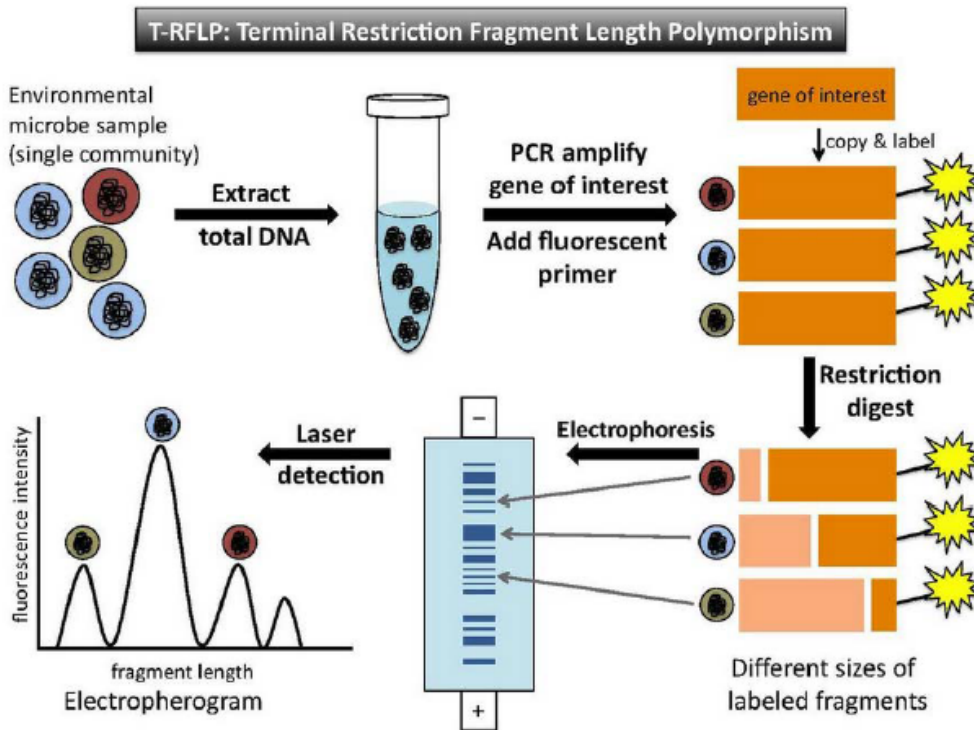 T-RFLP: Terminal Restriction Fragment Length Polymorphism
Environmental
microbe sample
(single community)
Extract
total DNA
PCR amplify
gene of interest
Add fluorescent
primer
gene of interest
copy & label
Restriction
digest
Different sizes of
labeled fragments
Electrophoresis
−
+
Laser
detection
fluorescence intensity
fragment length
Electropherogram